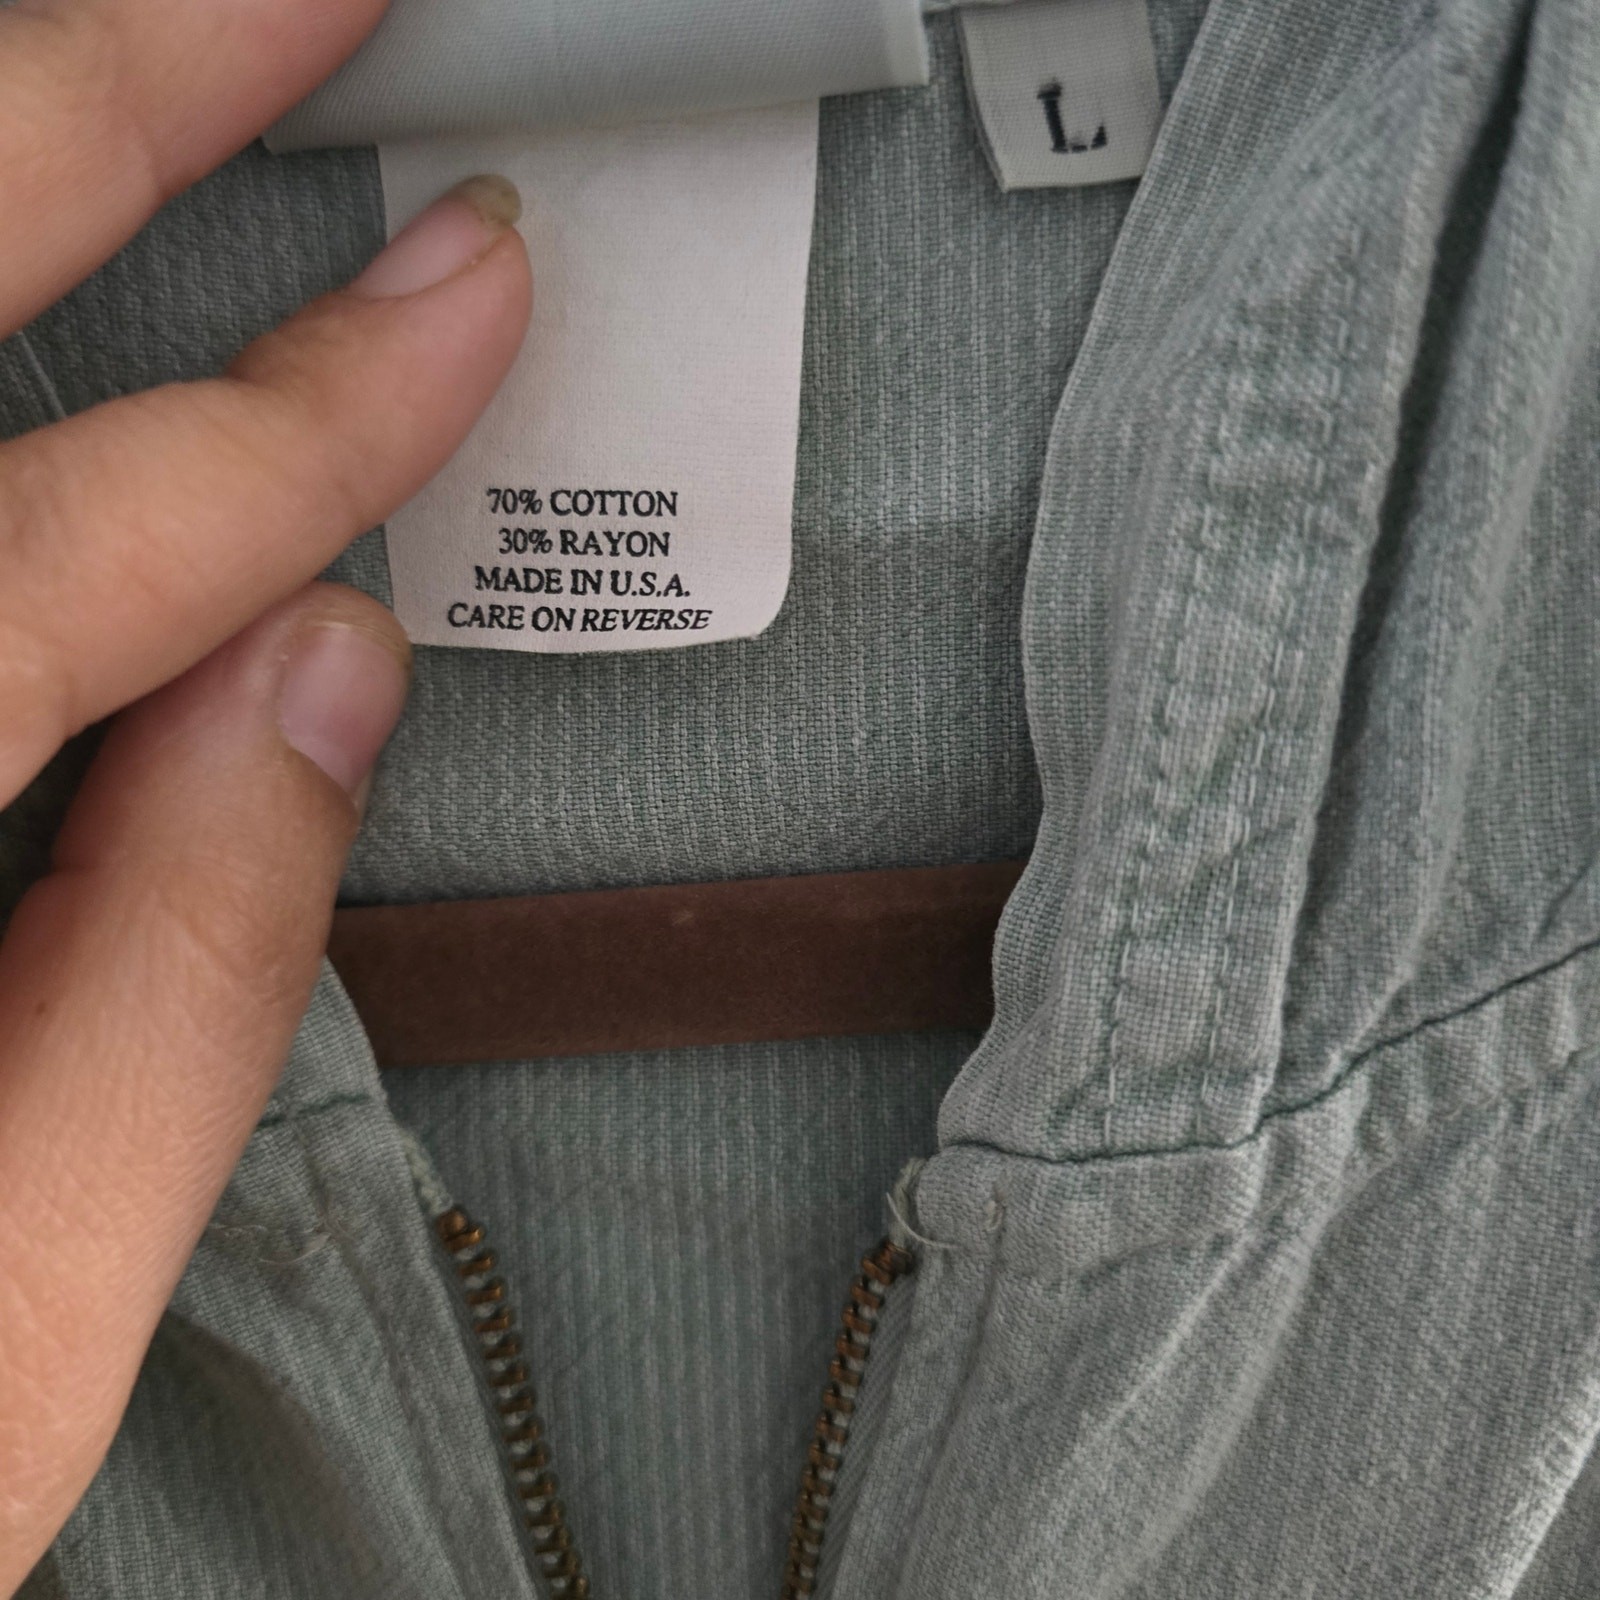 L
70% COTTON
30% RAYON
MADE IN U.S.A.
CARE ON REVERSE